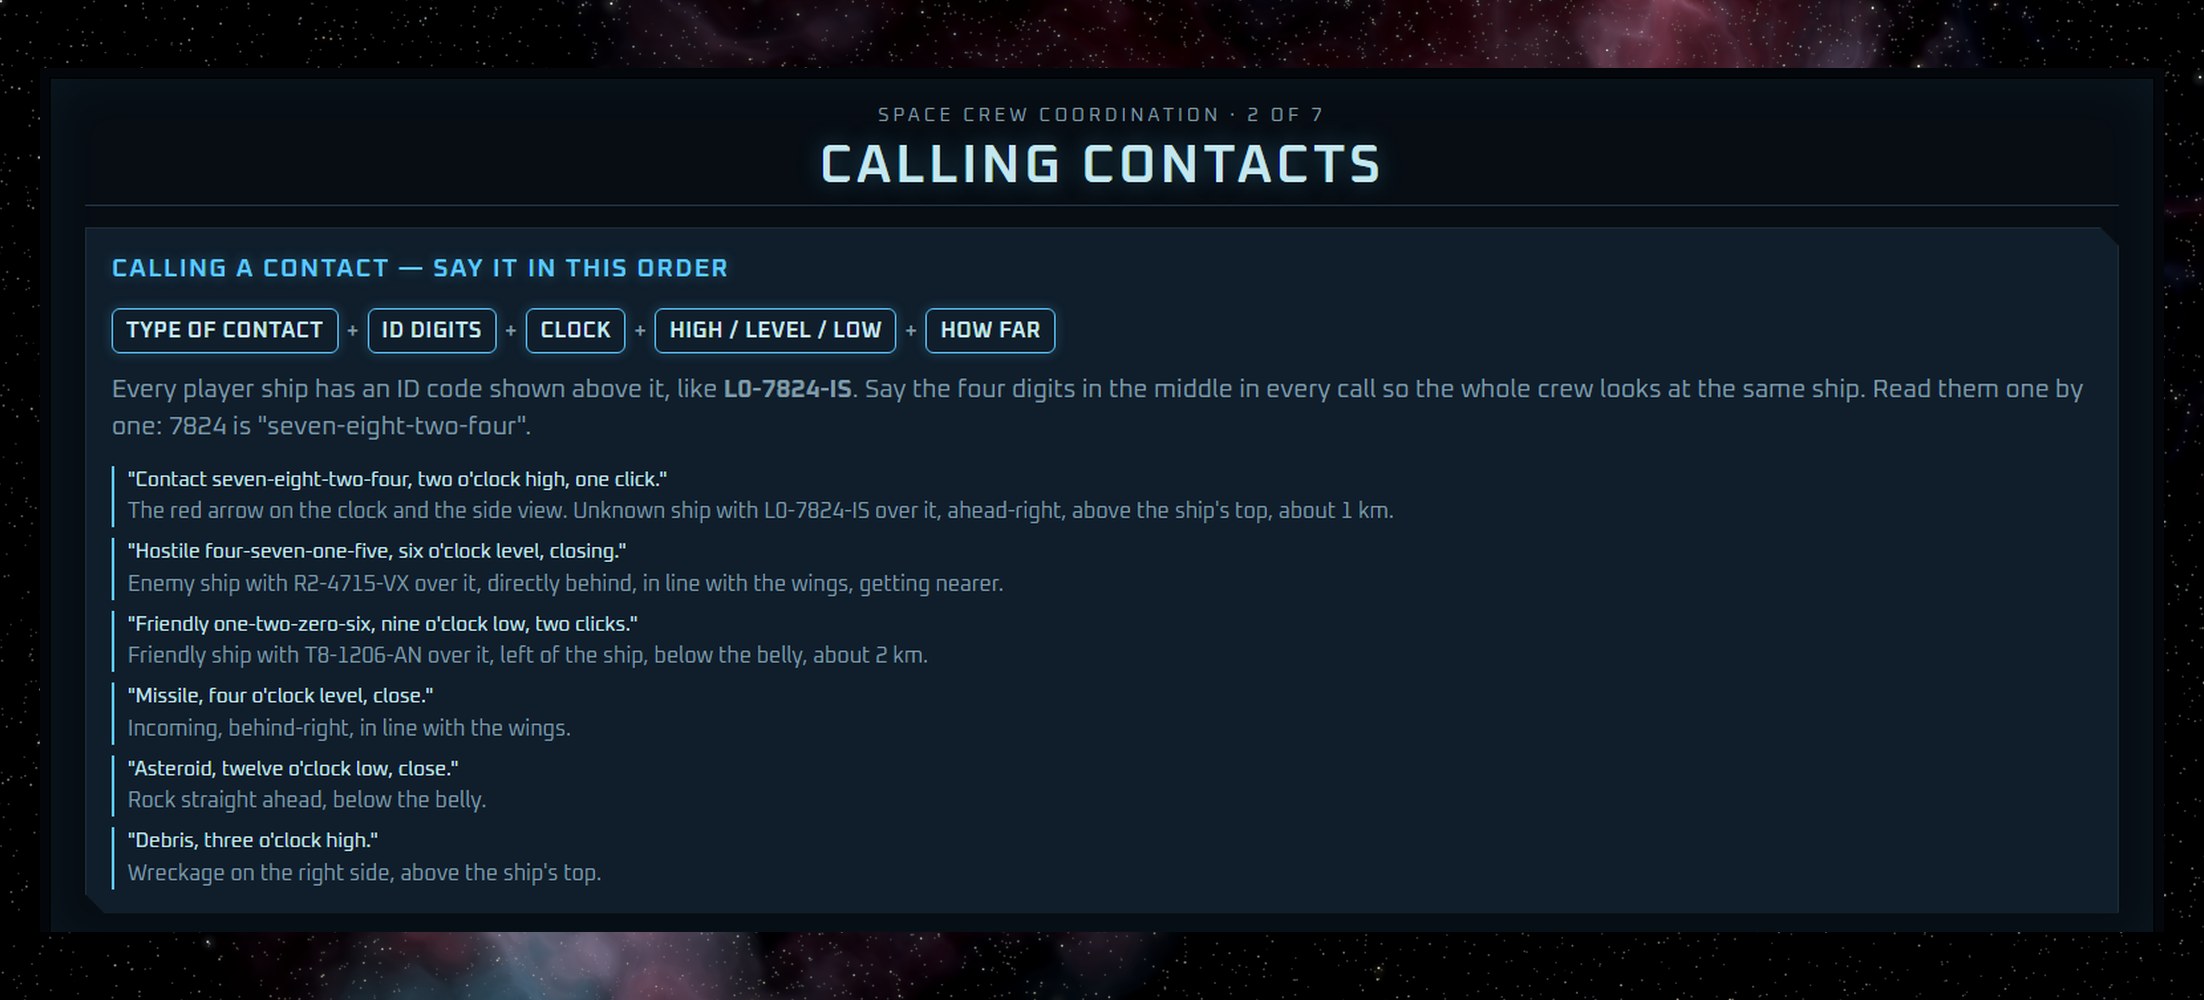 SPACE CREW COORDINATION · 2 OF 7
CALLING CONTACTS
CALLING A CONTACT — SAY IT IN THIS ORDER
TYPE OF CONTACT + ID DIGITS + CLOCK + HIGH / LEVEL / LOW + HOW FAR
Every player ship has an ID code shown above it, like L0-7824-IS. Say the four digits in the middle in every call so the whole crew looks at the same ship. Read them one by
one: 7824 is "seven-eight-two-four".
"Contact seven-eight-two-four, two o'clock high, one click."
The red arrow on the clock and the side view. Unknown ship with L0-7824-IS over it, ahead-right, above the ship's top, about 1 km.
"Hostile four-seven-one-five, six o'clock level, closing."
Enemy ship with R2-4715-VX over it, directly behind, in line with the wings, getting nearer.
"Friendly one-two-zero-six, nine o'clock low, two clicks."
Friendly ship with T8-1206-AN over it, left of the ship, below the belly, about 2 km.
"Missile, four o'clock level, close."
Incoming, behind-right, in line with the wings.
"Asteroid, twelve o'clock low, close."
Rock straight ahead, below the belly.
"Debris, three o'clock high."
Wreckage on the right side, above the ship's top.